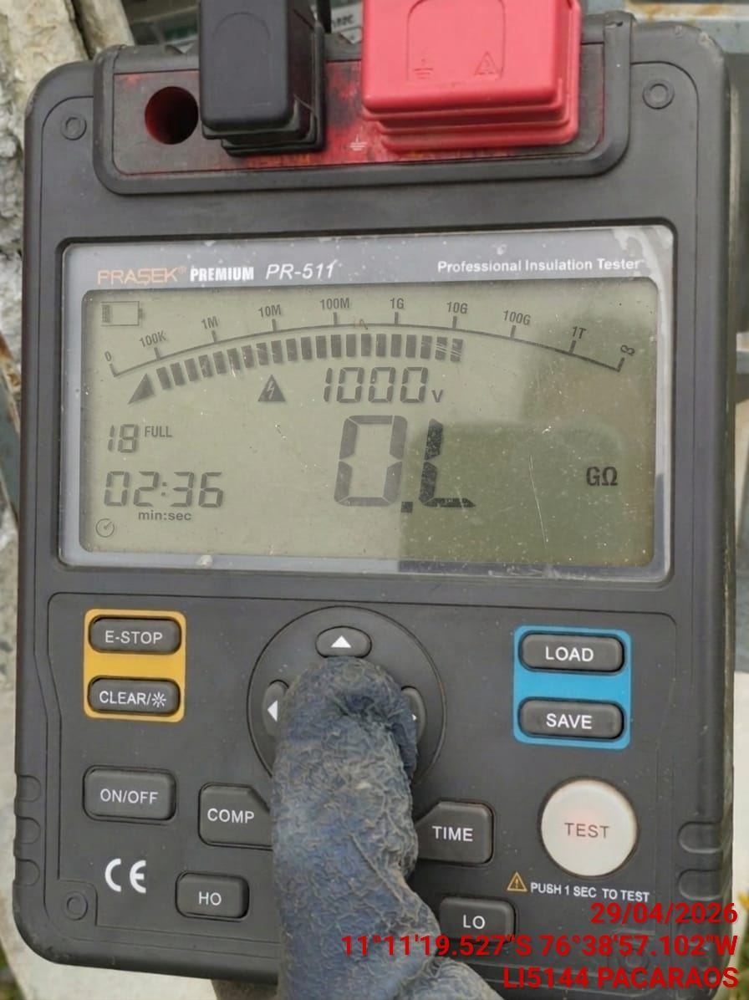 PRASEK® PREMIUM PR-511 Professional Insulation Tester
0 100K 1M 10M 100M 1G 10G 100G 1T ∞
1000V
18 FULL
0.L GΩ
02:36
min:sec
E-STOP
LOAD
CLEAR/☼
SAVE
ON/OFF
COMP
TIME
TEST
CE
HO
PUSH 1 SEC TO TEST
LO
29/04/2026
11°11'19.527"S 76°38'57.102"W
LI5144 PACARAOS